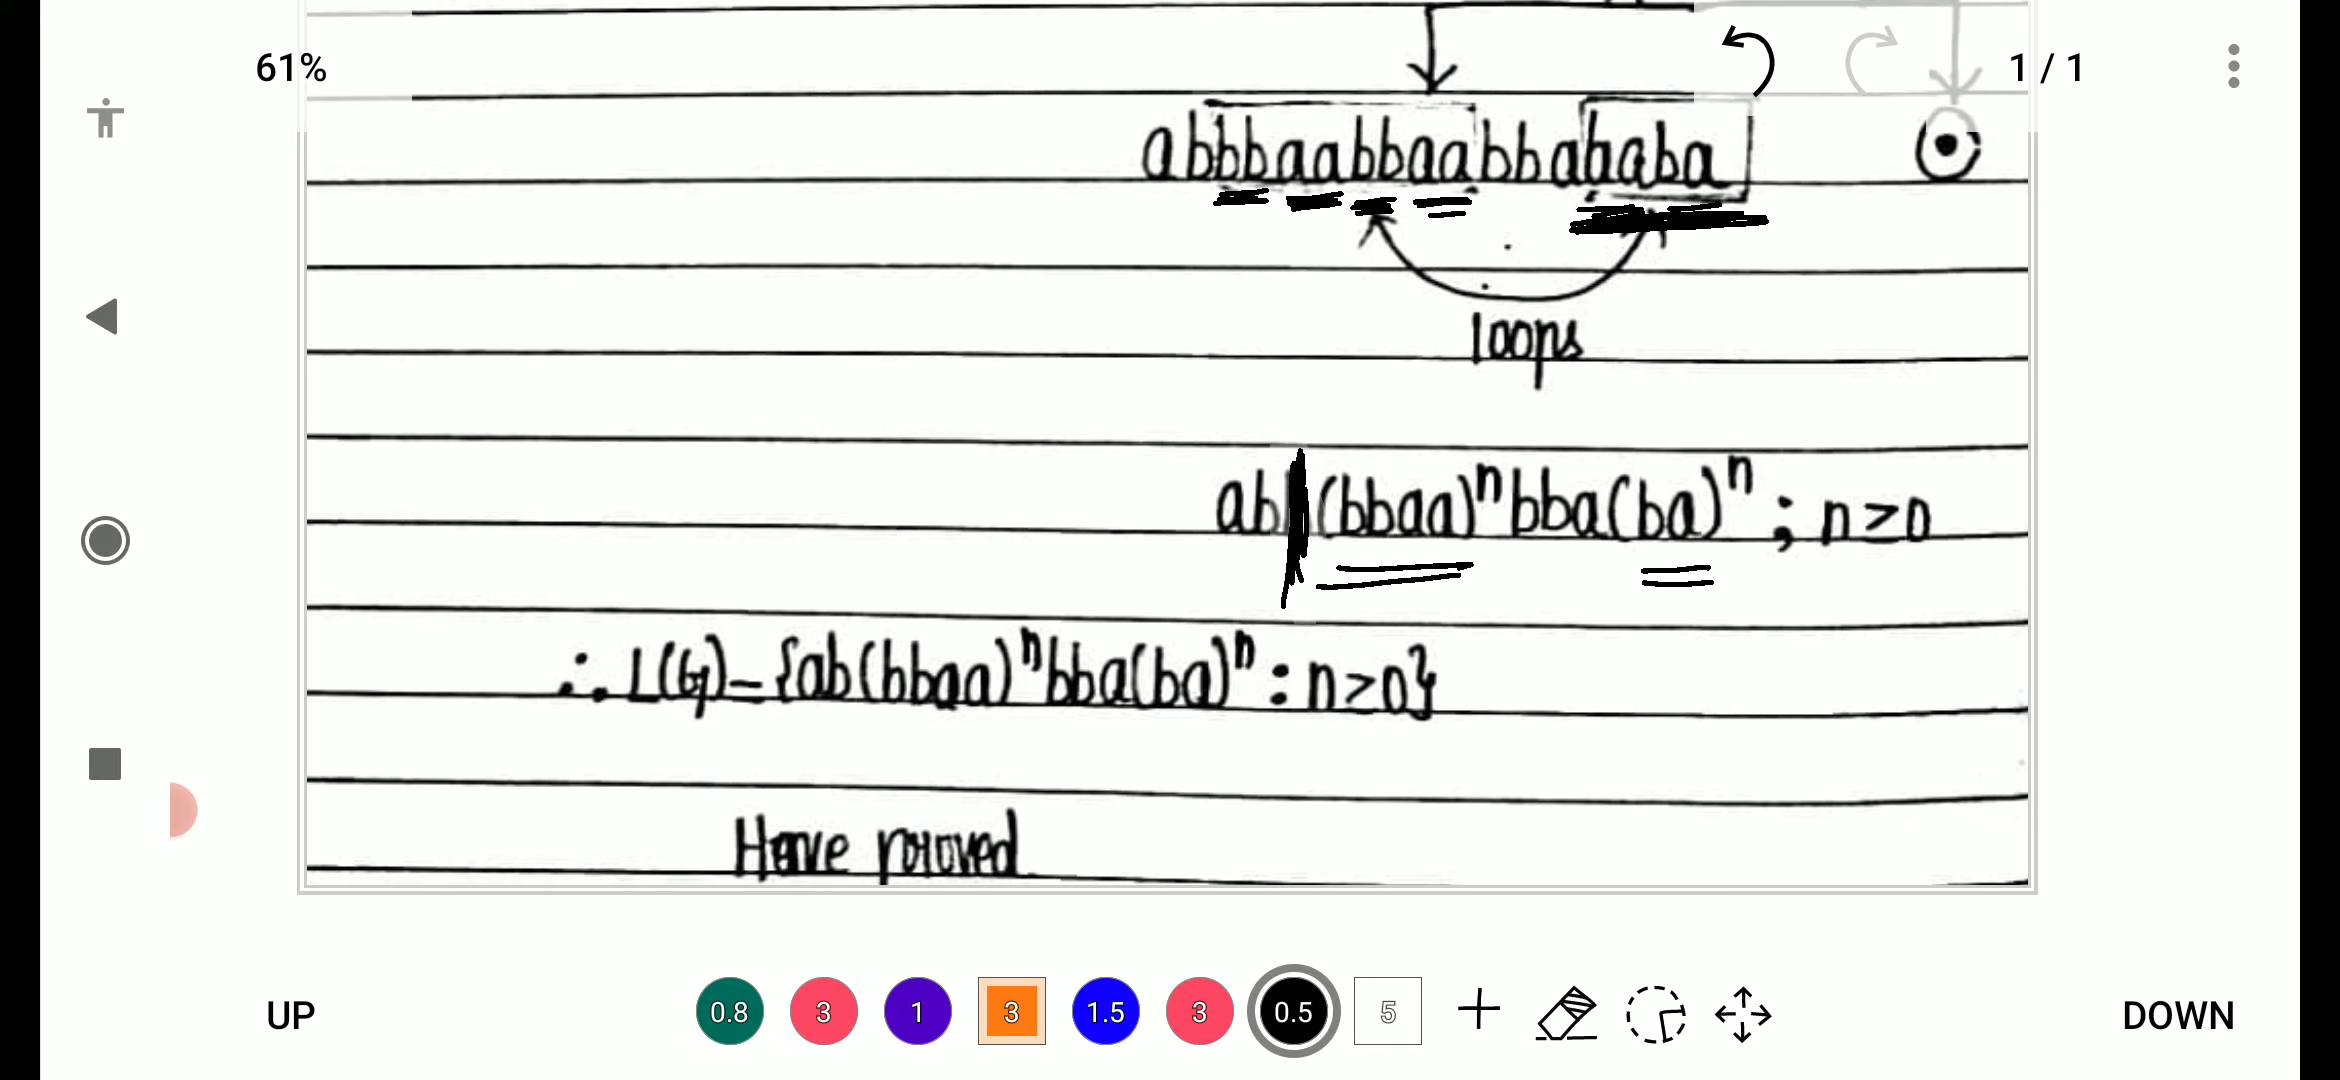 61%
1 / 1
abbbaabbaabbababa
loops
ab(bbaa)ⁿbba(ba)ⁿ ; n≥0
∴ L(G)={ab(bbaa)ⁿbba(ba)ⁿ : n≥0}
Hence proved
UP 0.8 3 1 3 1.5 3 0.5 5 DOWN